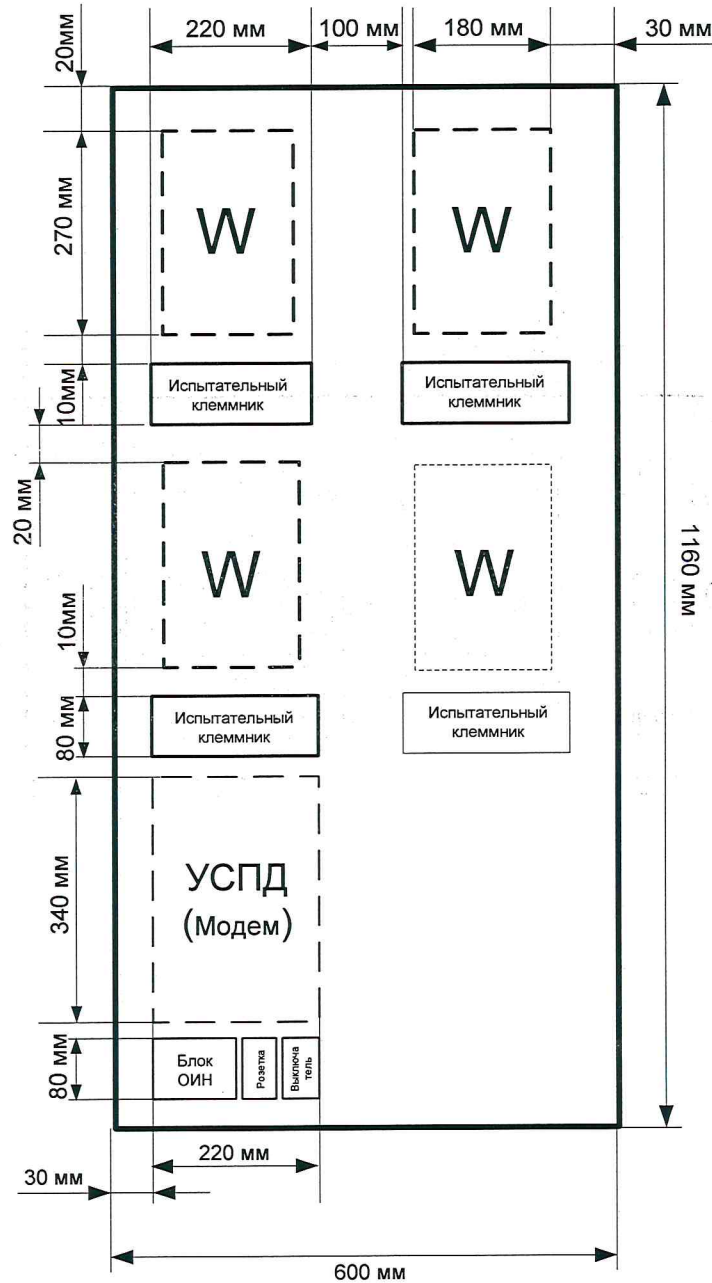 220 мм
100 мм
180 мм
30 мм
20мм
270 мм
W
W
10мм
Испытательный
клеммник
Испытательный
клеммник
20 мм
W
W
1160 мм
10мм
80 мм
Испытательный
клеммник
Испытательный
клеммник
340 мм
УСПД
(Модем)
80 мм
Блок
ОИН
Розетка
Выключа
тель
220 мм
30 мм
600 мм